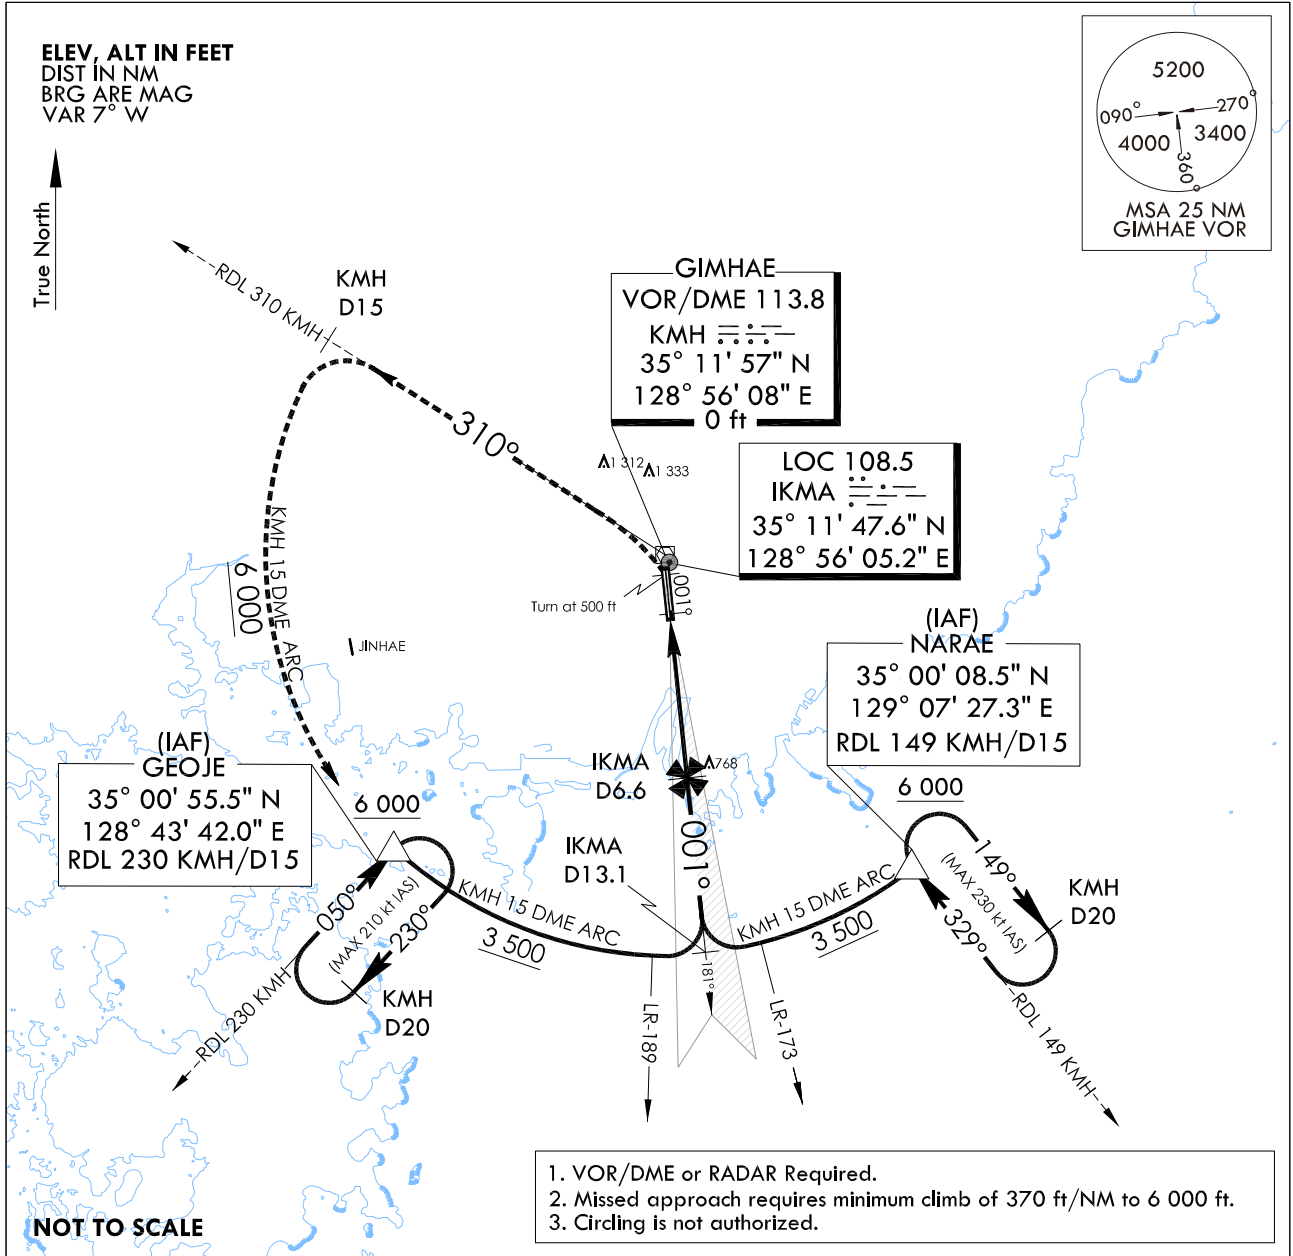 ELEV, ALT IN FEET
DIST IN NM
BRG ARE MAG
VAR 7° W
True North
5200
090°
270°
4000
3400
360°
MSA 25 NM
GIMHAE VOR
RDL 310 KMH
KMH
D15
GIMHAE
VOR/DME 113.8
KMH
35° 11' 57" N
128° 56' 08" E
0 ft
310°
1 312
1 333
LOC 108.5
IKMA
35° 11' 47.6" N
128° 56' 05.2" E
KMH 15 DME ARC
6 000
Turn at 500 ft
001°
JINHAE
(IAF)
NARAE
35° 00' 08.5" N
129° 07' 27.3" E
RDL 149 KMH/D15
(IAF)
GEOJE
35° 00' 55.5" N
128° 43' 42.0" E
RDL 230 KMH/D15
6 000
IKMA
D6.6
768
6 000
001°
IKMA
D13.1
050°
(MAX 210 kt IAS)
230°
KMH 15 DME ARC
3 500
KMH 15 DME ARC
3 500
149°
(MAX 230 kt IAS)
329°
KMH
D20
181°
RDL 230 KMH
KMH
D20
LR-189
LR-173
RDL 149 KMH
1. VOR/DME or RADAR Required.
2. Missed approach requires minimum climb of 370 ft/NM to 6 000 ft.
3. Circling is not authorized.
NOT TO SCALE